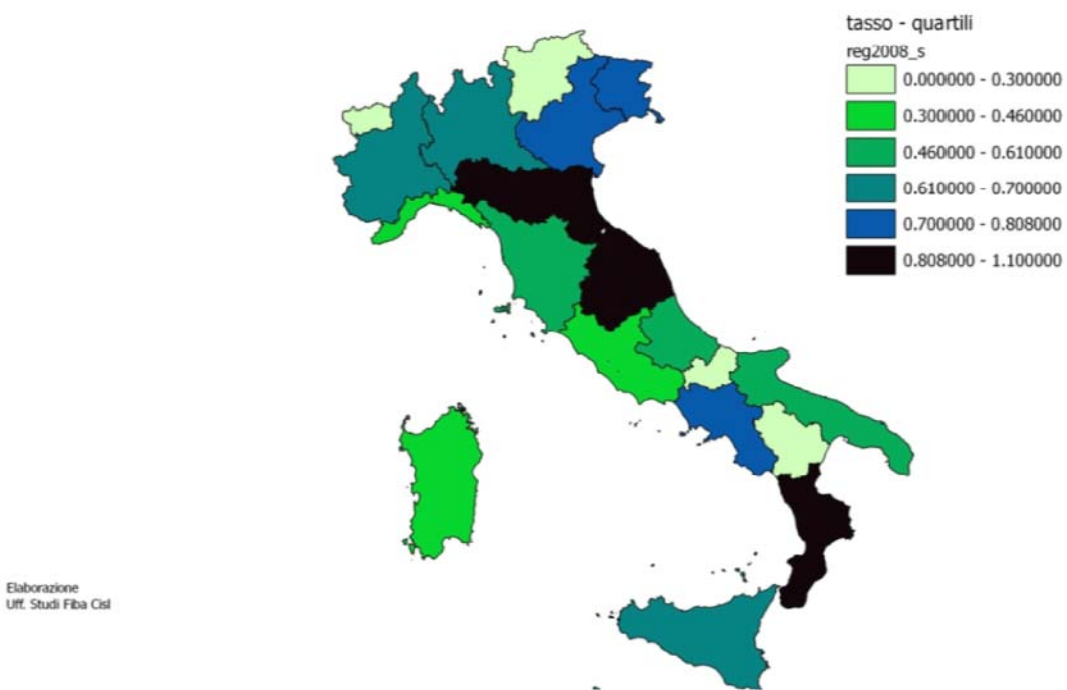 tasso - quartili
reg2008_s
0.000000 - 0.300000
0.300000 - 0.460000
0.460000 - 0.610000
0.610000 - 0.700000
0.700000 - 0.808000
0.808000 - 1.100000
Elaborazione
Uff. Studi Fiba Cisl